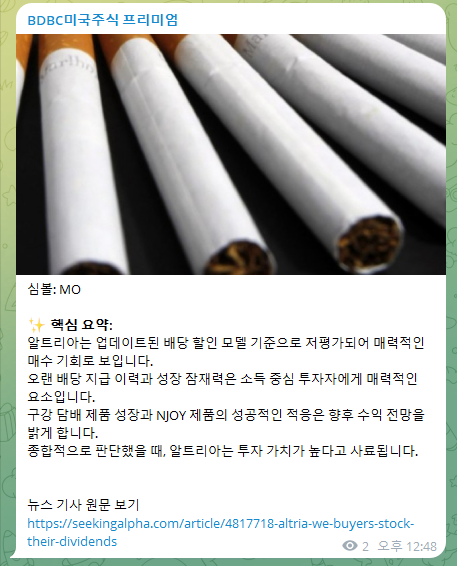 BDBC미국주식 프리미엄
Marlbo
심볼: MO
✨ 핵심 요약:
알트리아는 업데이트된 배당 할인 모델 기준으로 저평가되어 매력적인
매수 기회로 보입니다.
오랜 배당 지급 이력과 성장 잠재력은 소득 중심 투자자에게 매력적인
요소입니다.
구강 담배 제품 성장과 NJOY 제품의 성공적인 적응은 향후 수익 전망을
밝게 합니다.
종합적으로 판단했을 때, 알트리아는 투자 가치가 높다고 사료됩니다.
뉴스 기사 원문 보기
https://seekingalpha.com/article/4817718-altria-we-buyers-stock-
their-dividends
2 오후 12:48